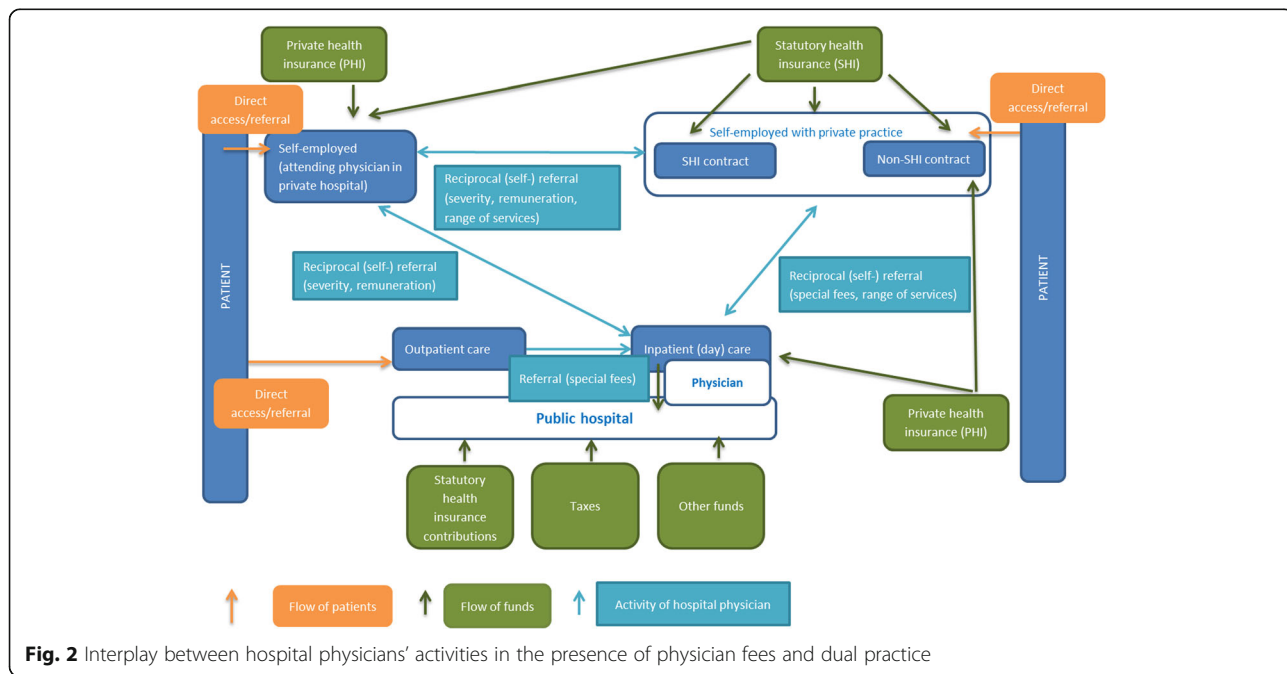 Private health
insurance (PHI)
Statutory health
insurance (SHI)
Direct
access/referral
Direct
access/referral
Self-employed
(attending physician in
private hospital)
Self-employed with private practice
SHI contract
Non-SHI contract
Reciprocal (self-) referral
(severity, remuneration,
range of services)
PATIENT
PATIENT
Reciprocal (self-) referral
(severity, remuneration)
Reciprocal (self-) referral
(special fees, range of services)
Outpatient care
Inpatient (day) care
Referral (special fees)
Physician
Direct
access/referral
Public hospital
Private health
insurance (PHI)
Statutory
health
insurance
contributions
Taxes
Other funds
Flow of patients
Flow of funds
Activity of hospital physician
Fig. 2 Interplay between hospital physicians' activities in the presence of physician fees and dual practice